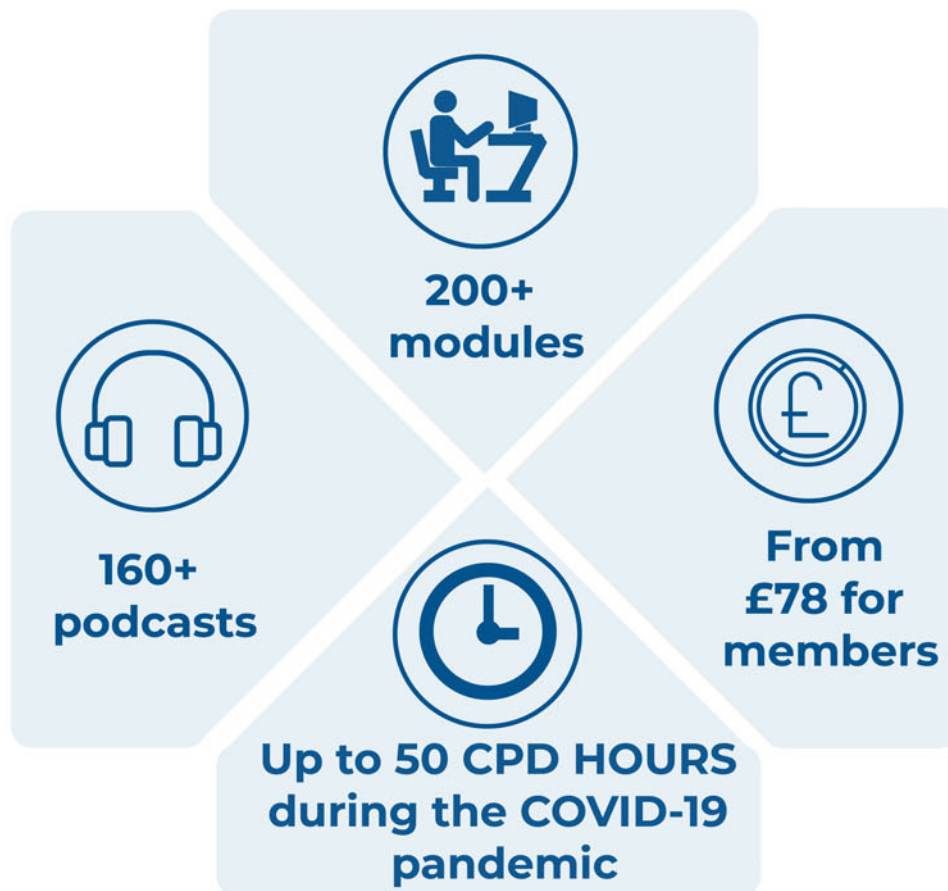 200+
modules
160+
podcasts
£
From
£78 for
members
Up to 50 CPD HOURS
during the COVID-19
pandemic